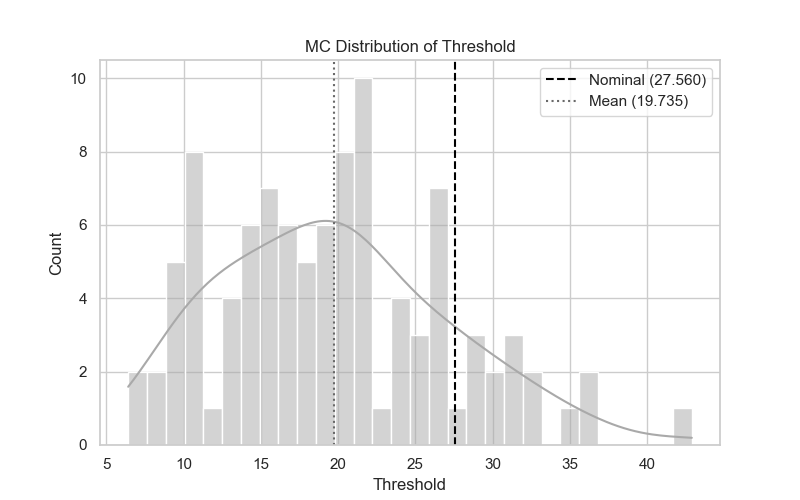 MC Distribution of Threshold
Nominal (27.560)
Mean (19.735)
Count
10
8
6
4
2
0
5 10 15 20 25 30 35 40
Threshold